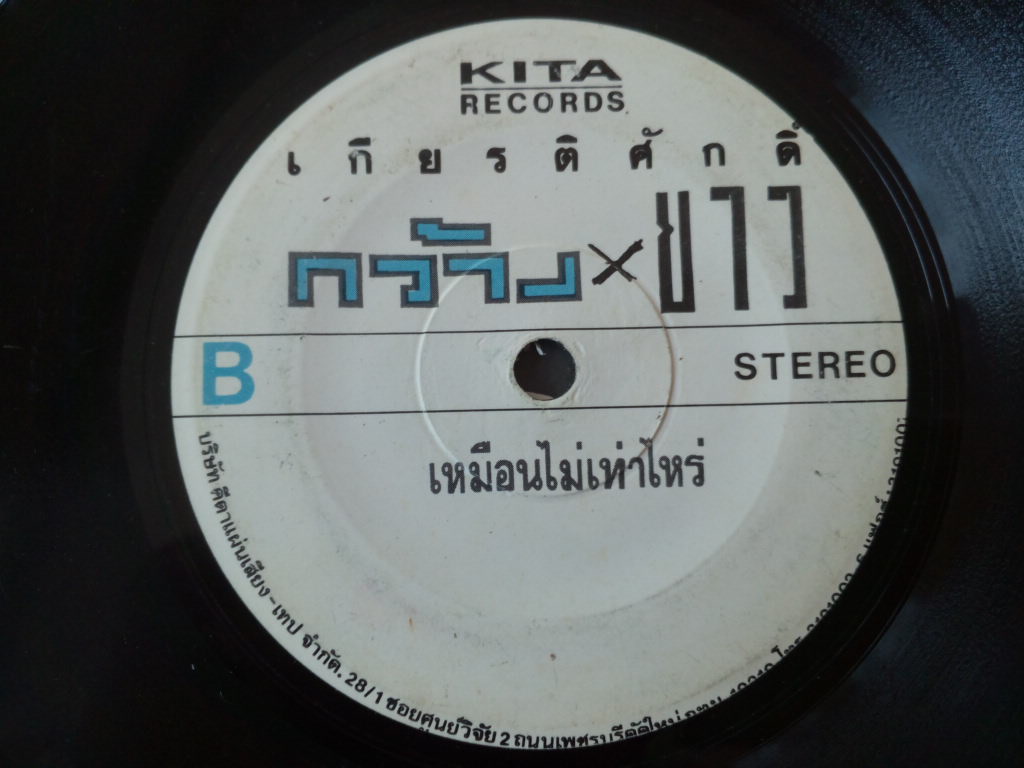 KITA
RECORDS
เกียรติศักดิ์
กว้าง×ยาว
B
STEREO
เหมือนไม่เท่าไหร่
บริษัท คีตาแผ่นเสียง-เทป จำกัด. 28/1 ซอยศูนย์วิจัย 2 ถนนเพชรบุรีตัดใหม่